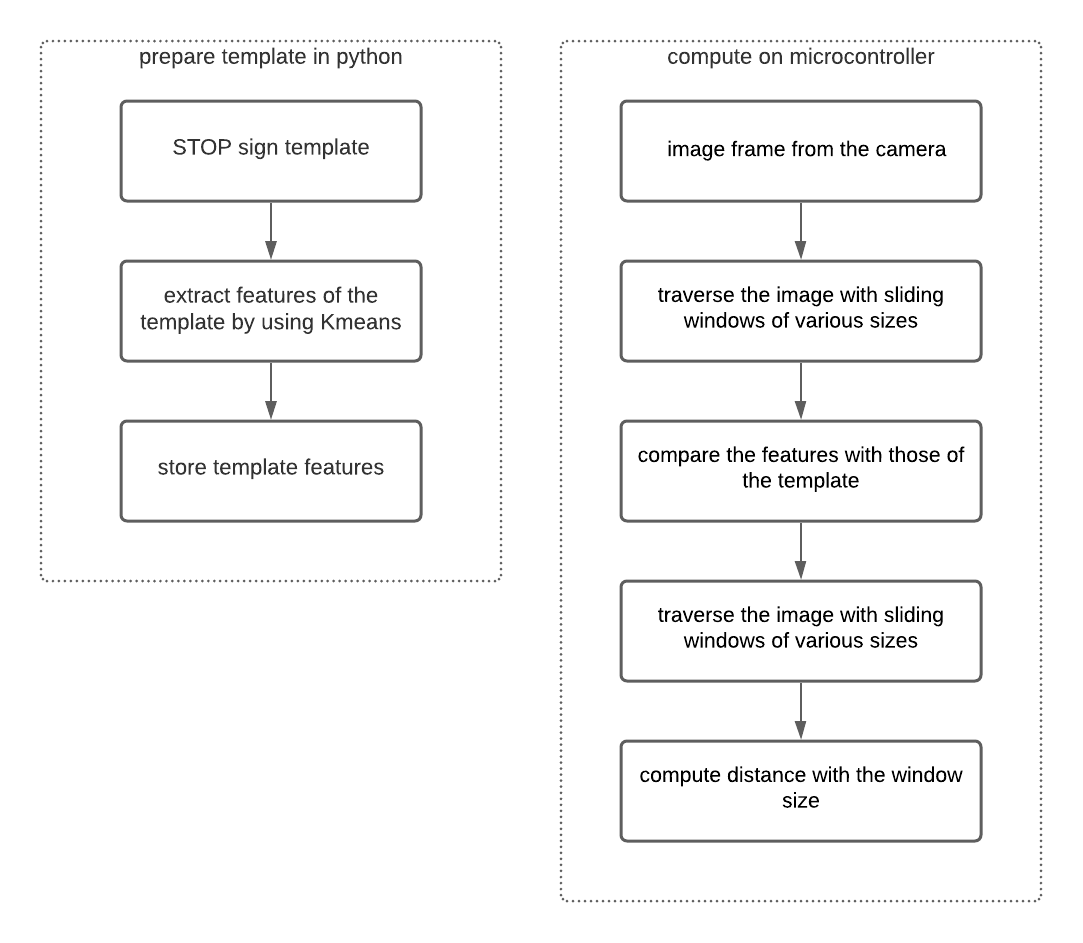 prepare template in python
STOP sign template
extract features of the
template by using Kmeans
store template features
compute on microcontroller
image frame from the camera
traverse the image with sliding
windows of various sizes
compare the features with those of
the template
traverse the image with sliding
windows of various sizes
compute distance with the window
size